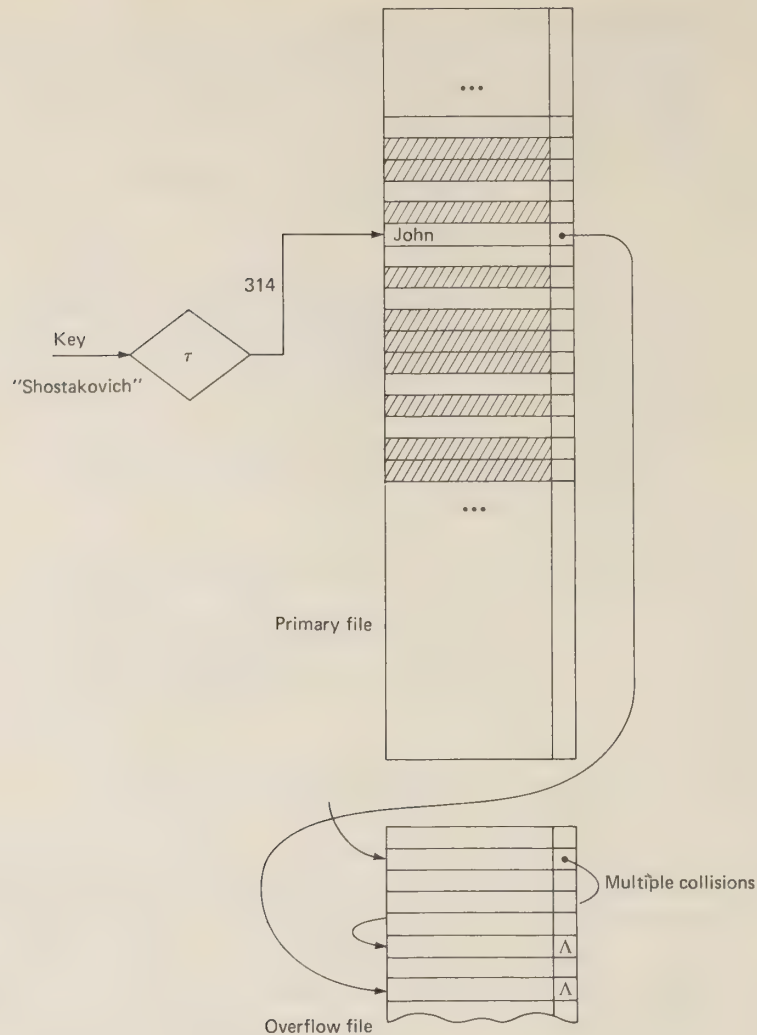 •••
John
314
Key
τ
"Shostakovich"
•••
Primary file
Multiple collisions
Λ
Λ
Overflow file